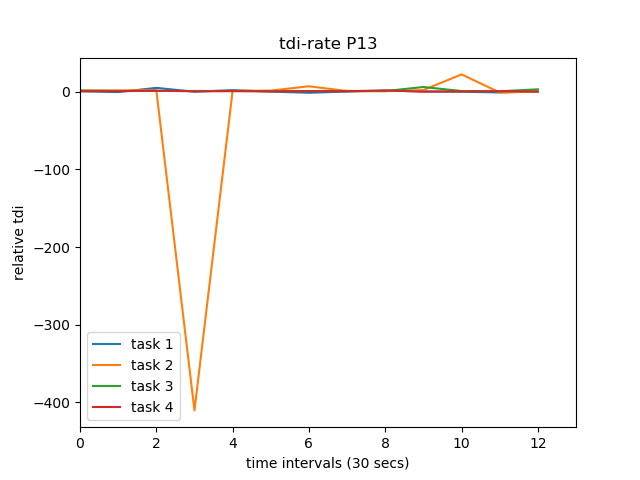 tdi-rate P13
relative tdi
0
−100
−200
−300
−400
task 1
task 2
task 3
task 4
0 2 4 6 8 10 12
time intervals (30 secs)